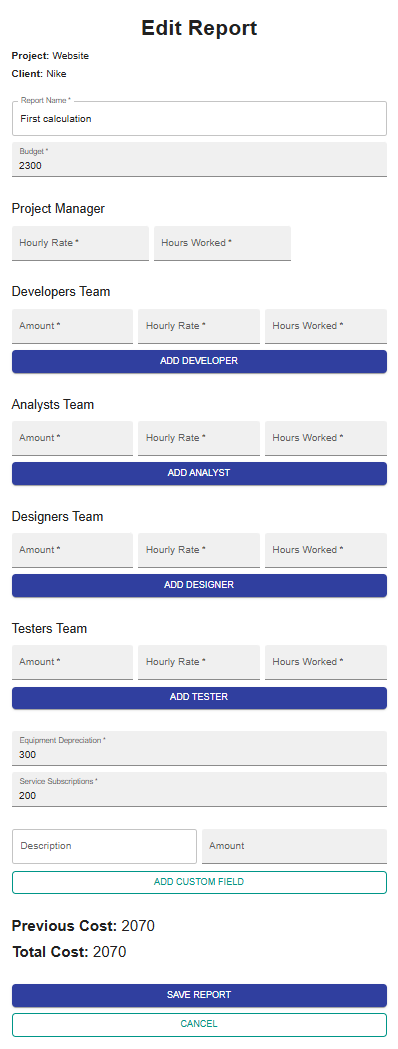 Edit Report
Project: Website
Client: Nike
Report Name *
First calculation
Budget *
2300
Project Manager
Hourly Rate * Hours Worked *
Developers Team
Amount * Hourly Rate * Hours Worked *
ADD DEVELOPER
Analysts Team
Amount * Hourly Rate * Hours Worked *
ADD ANALYST
Designers Team
Amount * Hourly Rate * Hours Worked *
ADD DESIGNER
Testers Team
Amount * Hourly Rate * Hours Worked *
ADD TESTER
Equipment Depreciation *
300
Service Subscriptions *
200
Description Amount
ADD CUSTOM FIELD
Previous Cost: 2070
Total Cost: 2070
SAVE REPORT
CANCEL